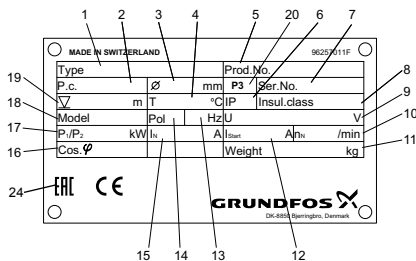 1 2 3 4 5 20 6 7
MADE IN SWITZERLAND 96257011F
Type Prod.No.
P.c. Ø mm P3 Ser.No.
19 m T °C IP Insul.class 8
18 Model Pol Hz U V 9
17 P1/P2 kW IN A IStart A nN /min 10
16 Cos.φ Weight kg 11
24 EAC CE
GRUNDFOS X
DK-8850 Bjerringbro, Denmark
15 14 13 12